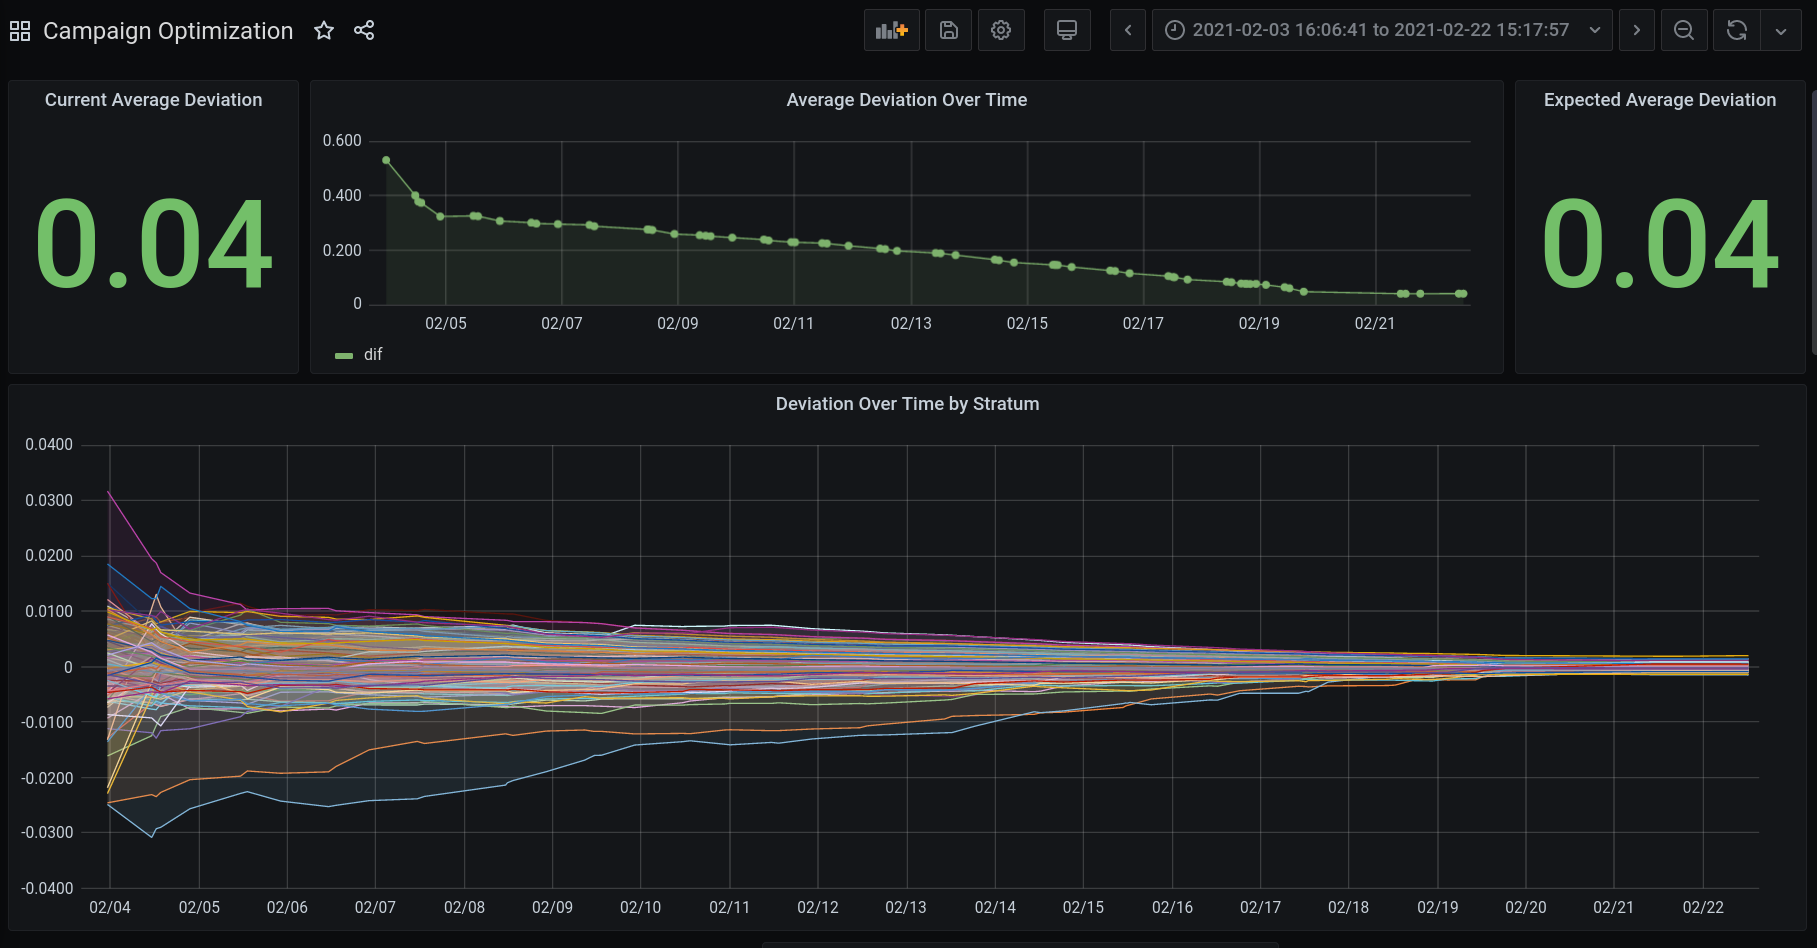 Campaign Optimization
2021-02-03 16:06:41 to 2021-02-22 15:17:57
Current Average Deviation
0.04
Average Deviation Over Time
0.600
0.400
0.200
0
02/05 02/07 02/09 02/11 02/13 02/15 02/17 02/19 02/21
dif
Expected Average Deviation
0.04
Deviation Over Time by Stratum
0.0400
0.0300
0.0200
0.0100
0
-0.0100
-0.0200
-0.0300
-0.0400
02/04 02/05 02/06 02/07 02/08 02/09 02/10 02/11 02/12 02/13 02/14 02/15 02/16 02/17 02/18 02/19 02/20 02/21 02/22